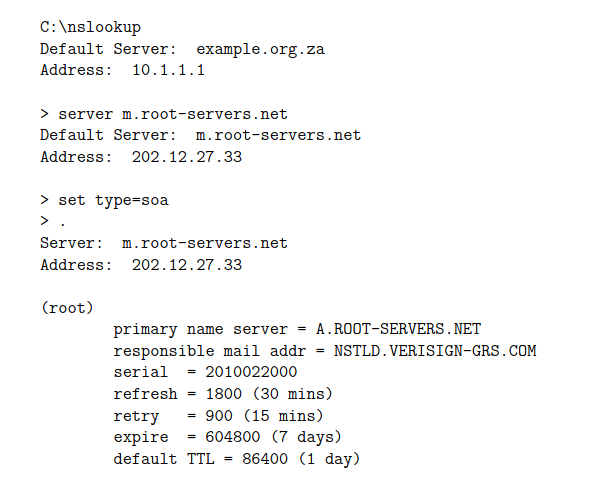 C:\nslookup
Default Server:  example.org.za
Address:  10.1.1.1

> server m.root-servers.net
Default Server:  m.root-servers.net
Address:  202.12.27.33

> set type=soa
> .
Server:  m.root-servers.net
Address:  202.12.27.33

(root)
        primary name server = A.ROOT-SERVERS.NET
        responsible mail addr = NSTLD.VERISIGN-GRS.COM
        serial  = 2010022000
        refresh = 1800 (30 mins)
        retry   = 900 (15 mins)
        expire  = 604800 (7 days)
        default TTL = 86400 (1 day)